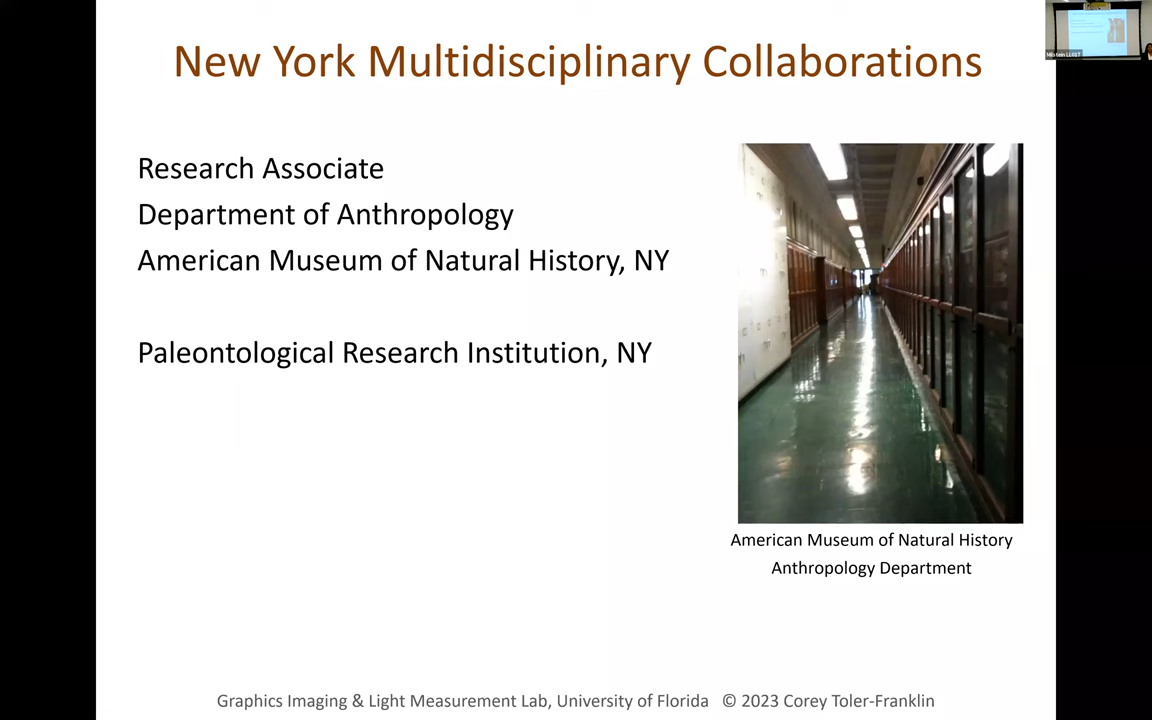 New York Multidisciplinary Collaborations
Research Associate
Department of Anthropology
American Museum of Natural History, NY
Paleontological Research Institution, NY
American Museum of Natural History
Anthropology Department
Graphics Imaging & Light Measurement Lab, University of Florida © 2023 Corey Toler-Franklin